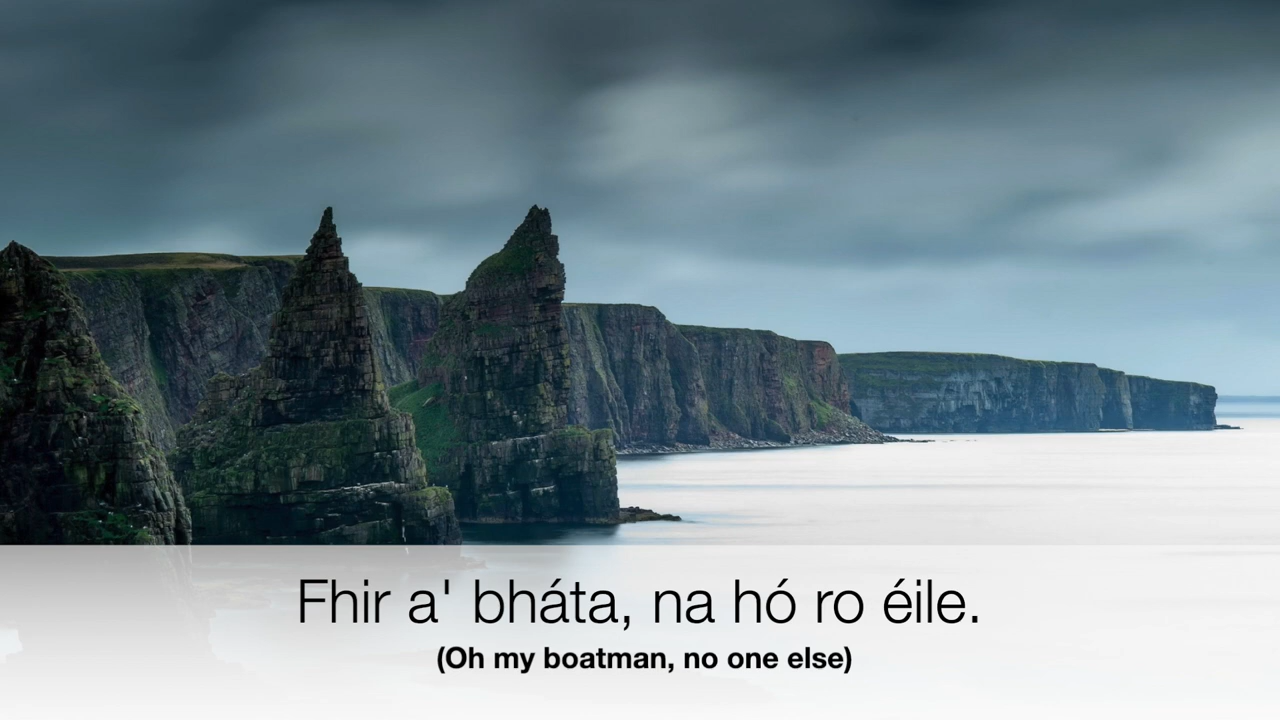 Fhir a' bháta, na hó ro éile.
(Oh my boatman, no one else)